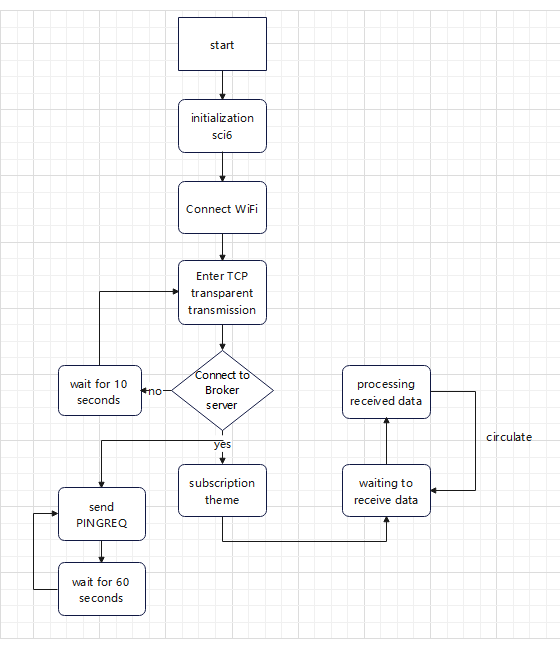 start
initialization
sci6
Connect WiFi
Enter TCP
transparent
transmission
Connect to
Broker
server
no
wait for 10
seconds
yes
processing
received data
circulate
subscription
theme
waiting to
receive data
send
PINGREQ
wait for 60
seconds